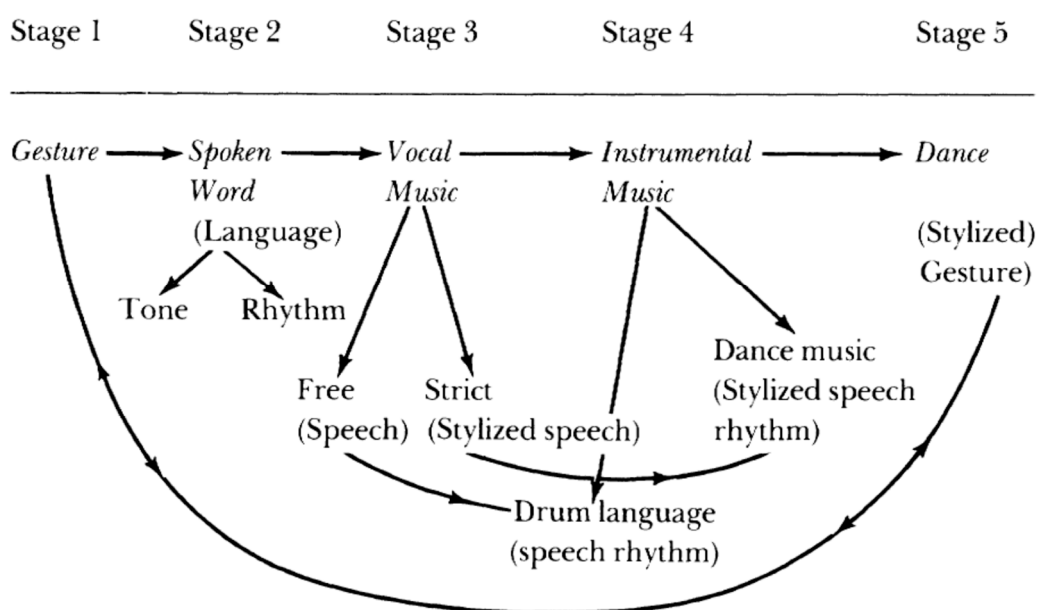 Stage 1 Stage 2 Stage 3 Stage 4 Stage 5
Gesture Spoken Vocal Instrumental Dance
Word Music Music
(Language) (Stylized)
Gesture)
Tone Rhythm
Dance music
Free Strict (Stylized speech
(Speech) (Stylized speech) rhythm)
Drum language
(speech rhythm)